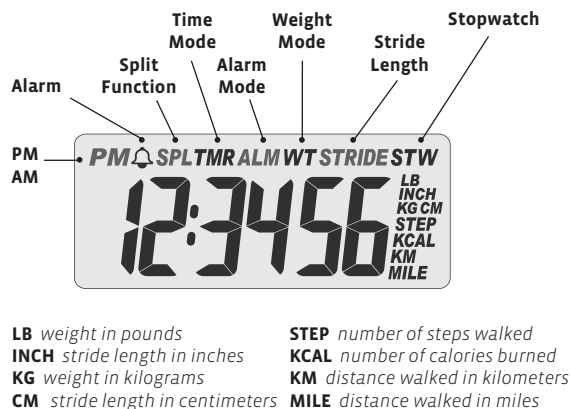 Time Mode
Weight Mode
Stopwatch
Split Function
Alarm Mode
Stride Length
Alarm
PM
AM
PM SPL TMR ALM WT STRIDE STW
12:3456
LB
INCH
KG CM
STEP
KCAL
KM
MILE
LB weight in pounds
INCH stride length in inches
KG weight in kilograms
CM stride length in centimeters
STEP number of steps walked
KCAL number of calories burned
KM distance walked in kilometers
MILE distance walked in miles